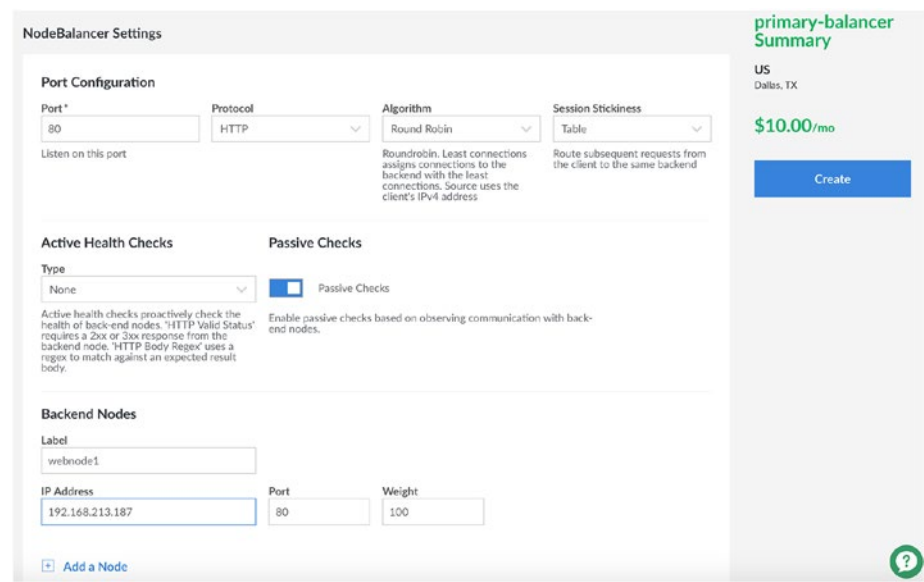 NodeBalancer Settings
Port Configuration
Port*
80
Listen on this port
Protocol
HTTP
Algorithm
Round Robin
Roundrobin. Least connections
assigns connections to the
backend with the least
connections. Source uses the
client's IPv4 address
Session Stickiness
Table
Route subsequent requests from
the client to the same backend
Active Health Checks
Type
None
Active health checks proactively check the
health of back-end nodes. 'HTTP Valid Status'
requires a 2xx or 3xx response from the
backend node. 'HTTP Body Regex' uses a
regex to match against an expected result
body.
Passive Checks
Passive Checks
Enable passive checks based on observing communication with back-
end nodes.
Backend Nodes
Label
webnode1
IP Address
192.168.213.187
Port
80
Weight
100
+ Add a Node
primary-balancer
Summary
US
Dallas, TX
$10.00/mo
Create
?